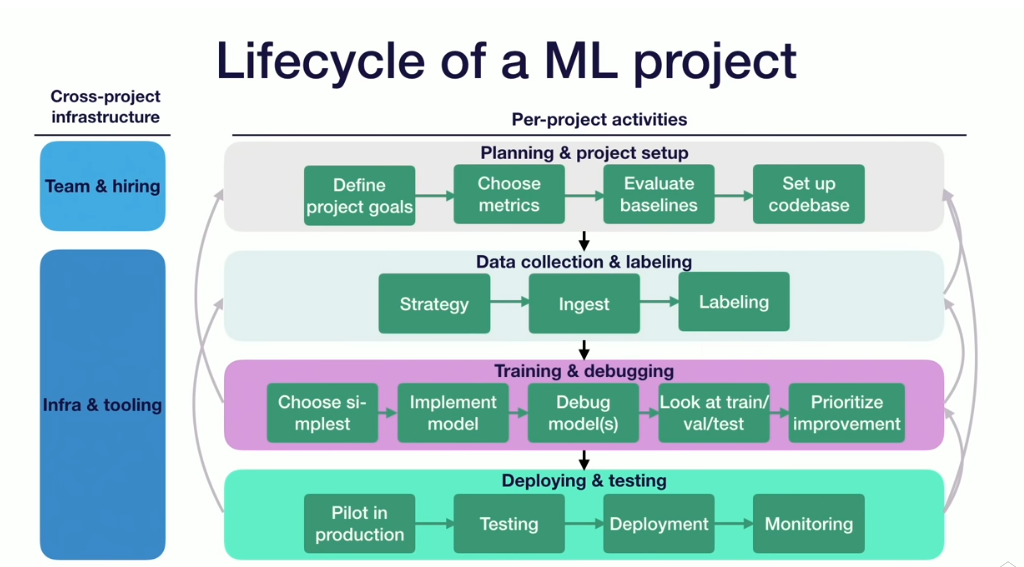 Lifecycle of a ML project
Cross-project
infrastructure
Per-project activities
Team & hiring
Infra & tooling
Planning & project setup
Define
project goals
Choose
metrics
Evaluate
baselines
Set up
codebase
Data collection & labeling
Strategy
Ingest
Labeling
Training & debugging
Choose si-
mplest
Implement
model
Debug
model(s)
Look at train/
val/test
Prioritize
improvement
Deploying & testing
Pilot in
production
Testing
Deployment
Monitoring